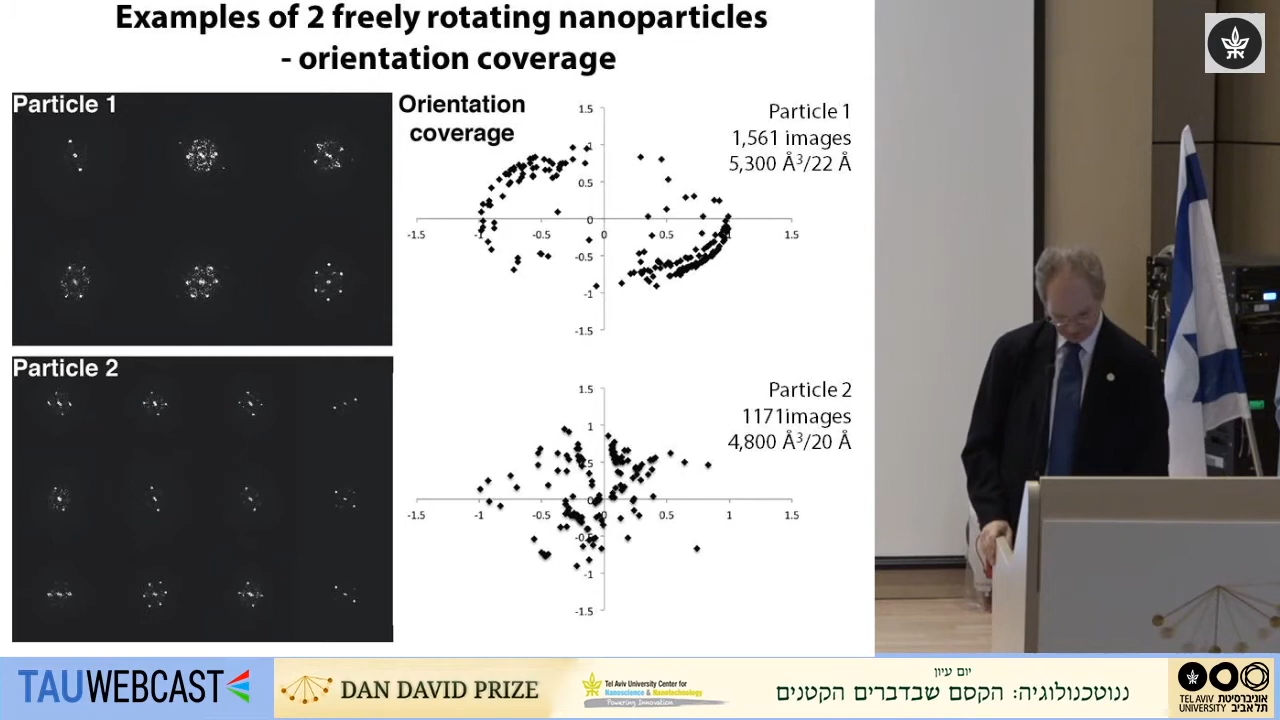 Examples of 2 freely rotating nanoparticles
- orientation coverage
Particle 1
Orientation
coverage
1.5
1
0.5
0
-0.5
-1
-1.5
-1.5
-1
-0.5
0
0.5
1
1.5
Particle 1
1,561 images
5,300 Å³/22 Å
Particle 2
1.5
1
0
-1
-1.5
-1.5
-1
-0.5
0
0.5
1
1.5
Particle 2
1171images
4,800 Å³/20 Å
TAUWEBCAST
DAN DAVID PRIZE
Tel Aviv University Center for
Nanoscience & Nanotechnology
Powering Innovation
יום עיון
ננוטכנולוגיה: הקסם שבדברים הקטנים
TEL AVIV אוניברסיטת
UNIVERSITY תל אביב